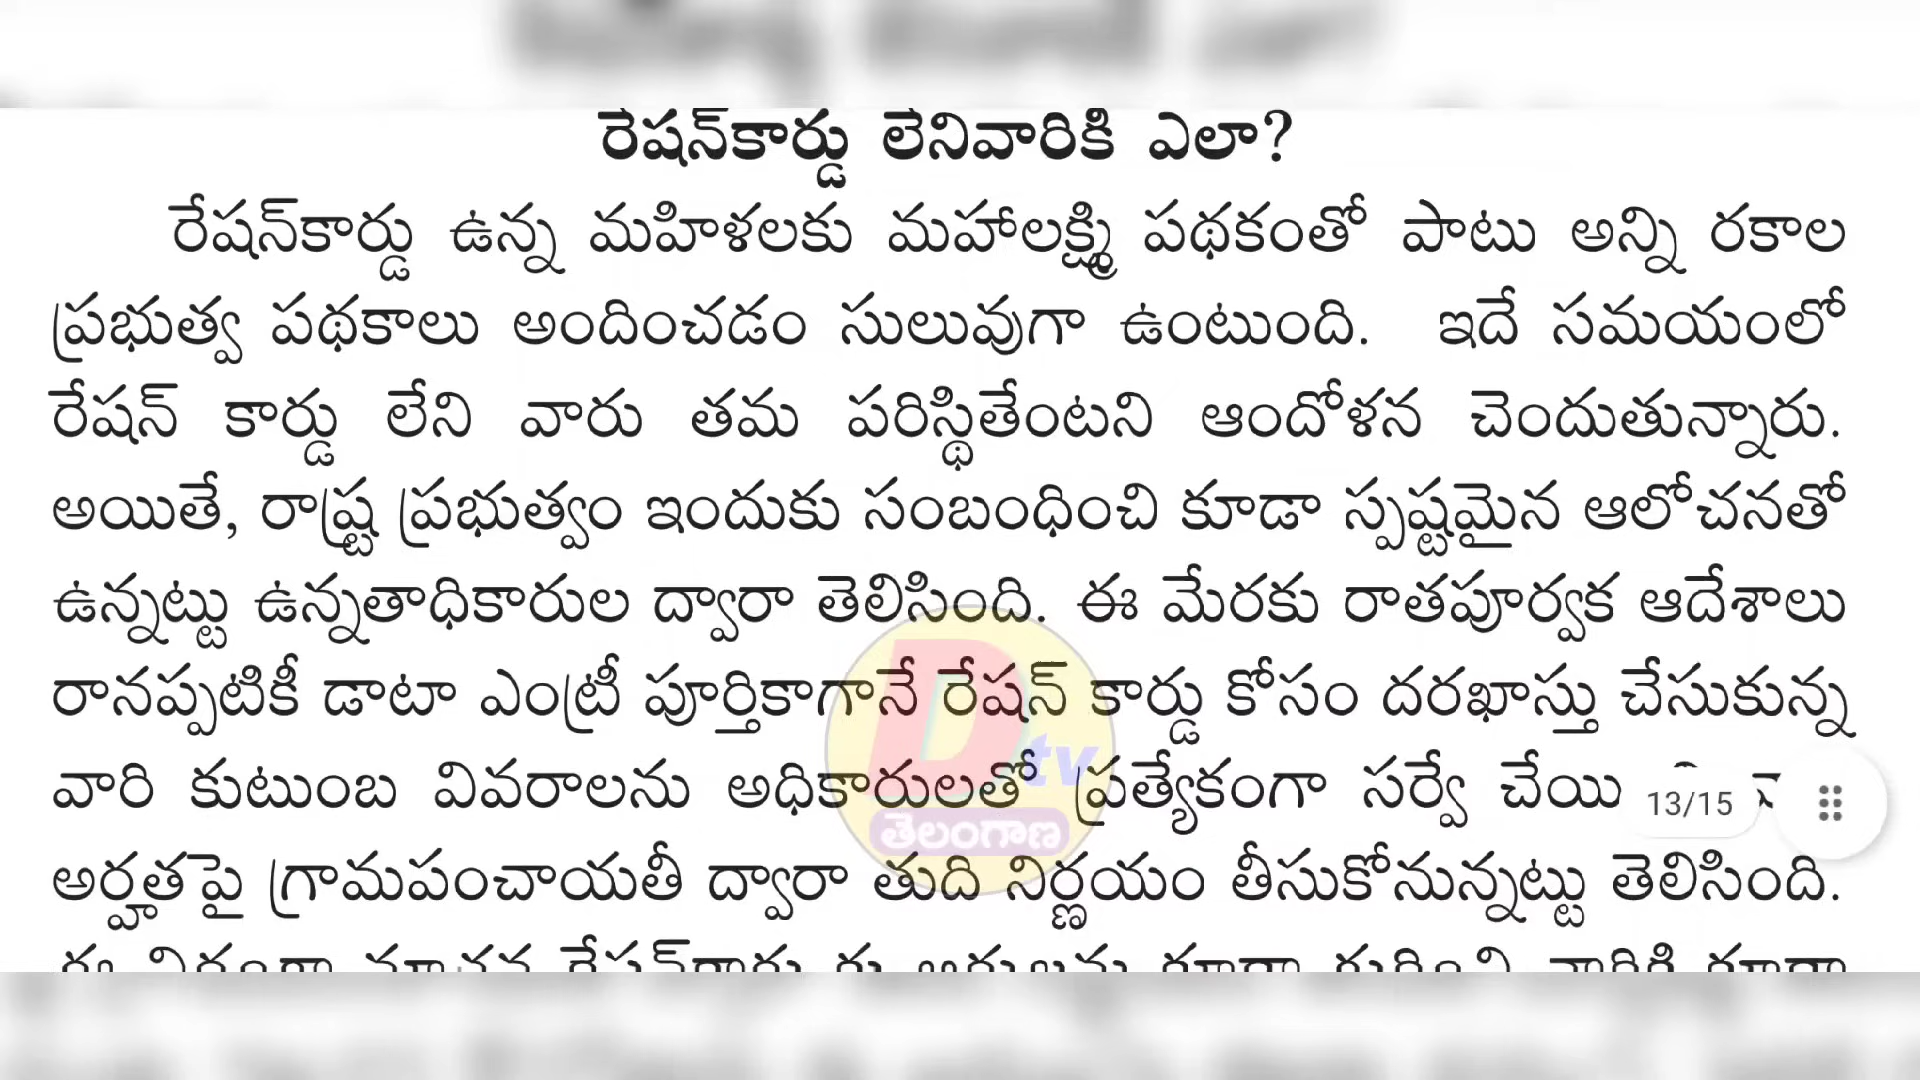 రేషన్‌కార్డు లేనివారికి ఎలా?
రేషన్‌కార్డు ఉన్న మహిళలకు మహాలక్ష్మి పథకంతో పాటు అన్ని రకాల
ప్రభుత్వ పథకాలు అందించడం సులువుగా ఉంటుంది. ఇదే సమయంలో
రేషన్ కార్డు లేని వారు తమ పరిస్థితేంటని ఆందోళన చెందుతున్నారు.
అయితే, రాష్ట్ర ప్రభుత్వం ఇందుకు సంబంధించి కూడా స్పష్టమైన ఆలోచనతో
ఉన్నట్టు ఉన్నతాధికారుల ద్వారా తెలిసింది. ఈ మేరకు రాతపూర్వక ఆదేశాలు
రానప్పటికీ డాటా ఎంట్రీ పూర్తికాగానే రేషన్ కార్డు కోసం దరఖాస్తు చేసుకున్న
వారి కుటుంబ వివరాలను అధికారులతో ప్రత్యేకంగా సర్వే చేయి
13/15
అర్హతపై గ్రామపంచాయతీ ద్వారా తుది నిర్ణయం తీసుకోనున్నట్టు తెలిసింది.
D tv
తెలంగాణ